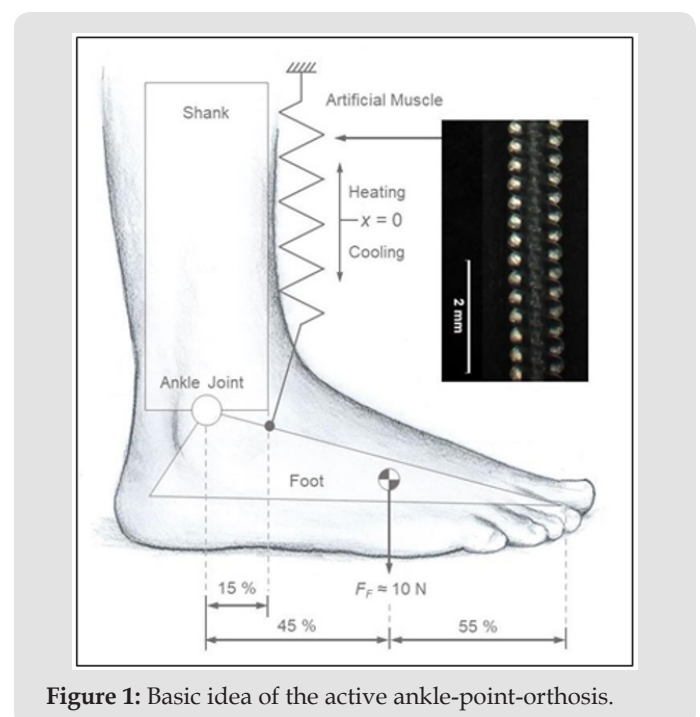 Shank
Artificial Muscle
Heating
x = 0
Cooling
2 mm
Ankle Joint
Foot
15 %
F_F ≈ 10 N
45 %
55 %
Figure 1: Basic idea of the active ankle-point-orthosis.